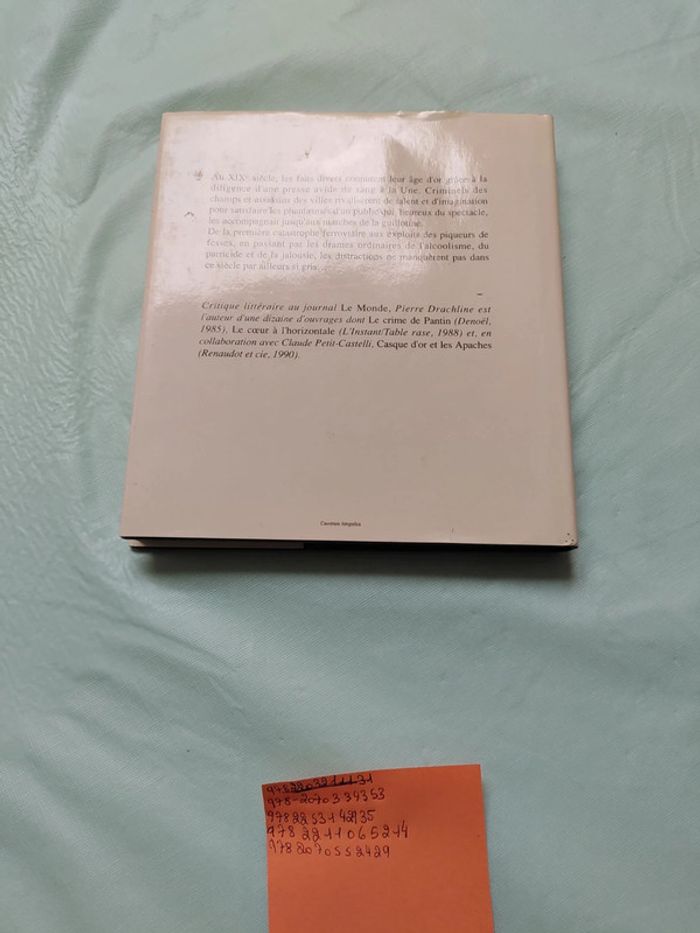 Au XIXe siècle, les faits divers connurent leur âge d'or grâce à la
diligence d'une presse avide de sang à la Une. Criminels des
champs et assassins des villes rivalisèrent de talent et d'imagination
pour satisfaire les phantasmes d'un public qui, heureux du spectacle,
les accompagnait jusqu'aux marches de la guillotine.
De la première catastrophe ferroviaire aux exploits des piqueurs de
fesses, en passant par les drames ordinaires de l'alcoolisme, du
parricide et de la jalousie, les distractions ne manquèrent pas dans
ce siècle par ailleurs si gris...
Critique littéraire au journal Le Monde, Pierre Drachline est
l'auteur d'une dizaine d'ouvrages dont Le crime de Pantin (Denoël,
1985), Le cœur à l'horizontale (L'Instant/Table rase, 1988) et, en
collaboration avec Claude Petit-Castelli, Casque d'or et les Apaches
(Renaudot et cie, 1990).
978-2070334353
9782211065214
9782070552429